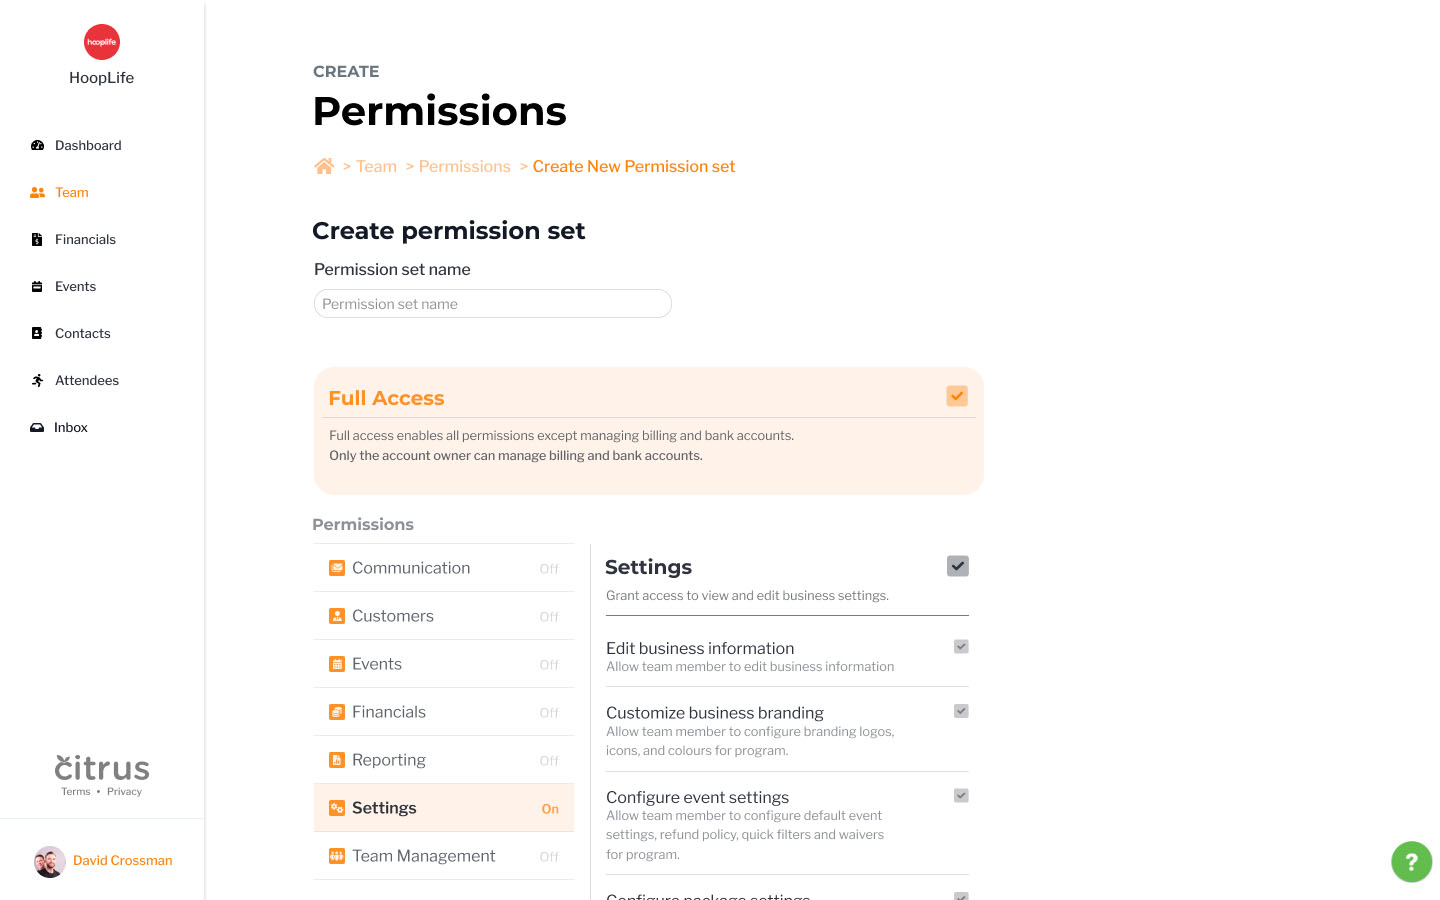 hooplife
HoopLife
Dashboard
Team
Financials
Events
Contacts
Attendees
Inbox
citrus
Terms • Privacy
David Crossman
CREATE
Permissions
> Team > Permissions > Create New Permission set
Create permission set
Permission set name
Permission set name
Full Access
Full access enables all permissions except managing billing and bank accounts.
Only the account owner can manage billing and bank accounts.
Permissions
Communication Off
Customers Off
Events Off
Financials Off
Reporting Off
Settings On
Team Management Off
Settings
Grant access to view and edit business settings.
Edit business information
Allow team member to edit business information
Customize business branding
Allow team member to configure branding logos,
icons, and colours for program.
Configure event settings
Allow team member to configure default event
settings, refund policy, quick filters and waivers
for program.
Configure package settings
?